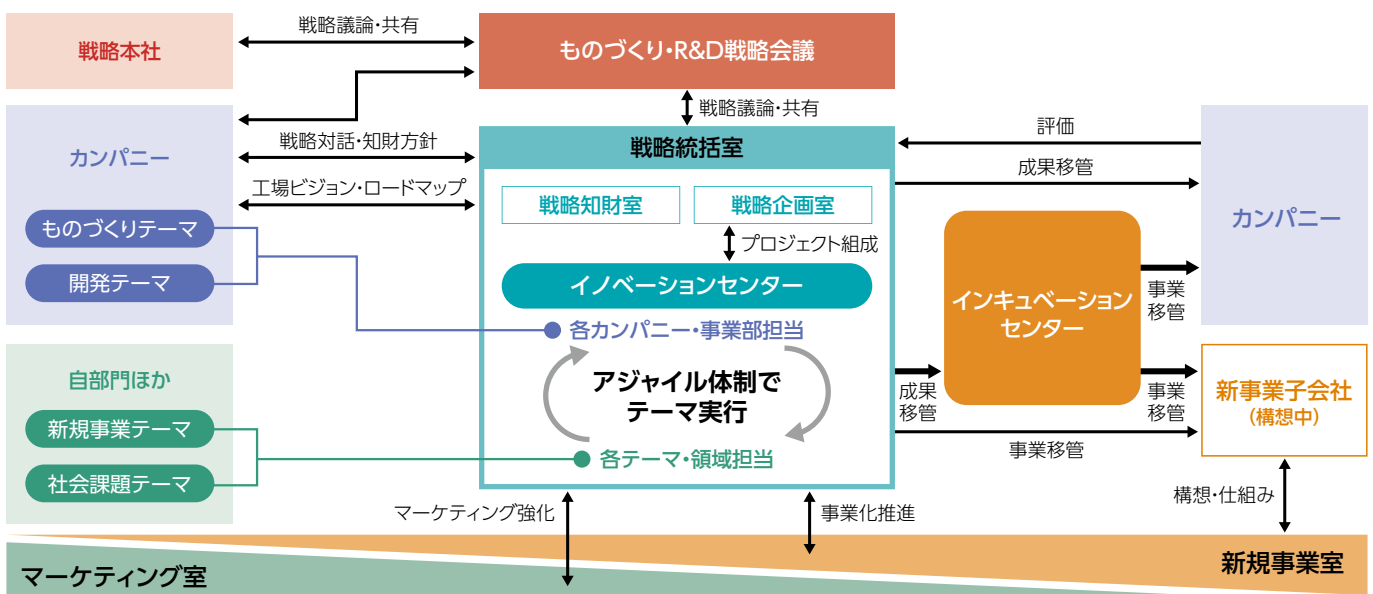 戦略本社
戦略議論・共有
ものづくり・R&D戦略会議
戦略議論・共有
カンパニー
戦略対話・知財方針
工場ビジョン・ロードマップ
ものづくりテーマ
開発テーマ
自部門ほか
新規事業テーマ
社会課題テーマ
戦略統括室
戦略知財室
戦略企画室
プロジェクト組成
イノベーションセンター
各カンパニー・事業部担当
アジャイル体制で
テーマ実行
各テーマ・領域担当
評価
成果移管
カンパニー
インキュベーション
センター
事業
移管
成果
移管
事業
移管
新事業子会社
(構想中)
事業移管
マーケティング強化
事業化推進
構想・仕組み
マーケティング室
新規事業室